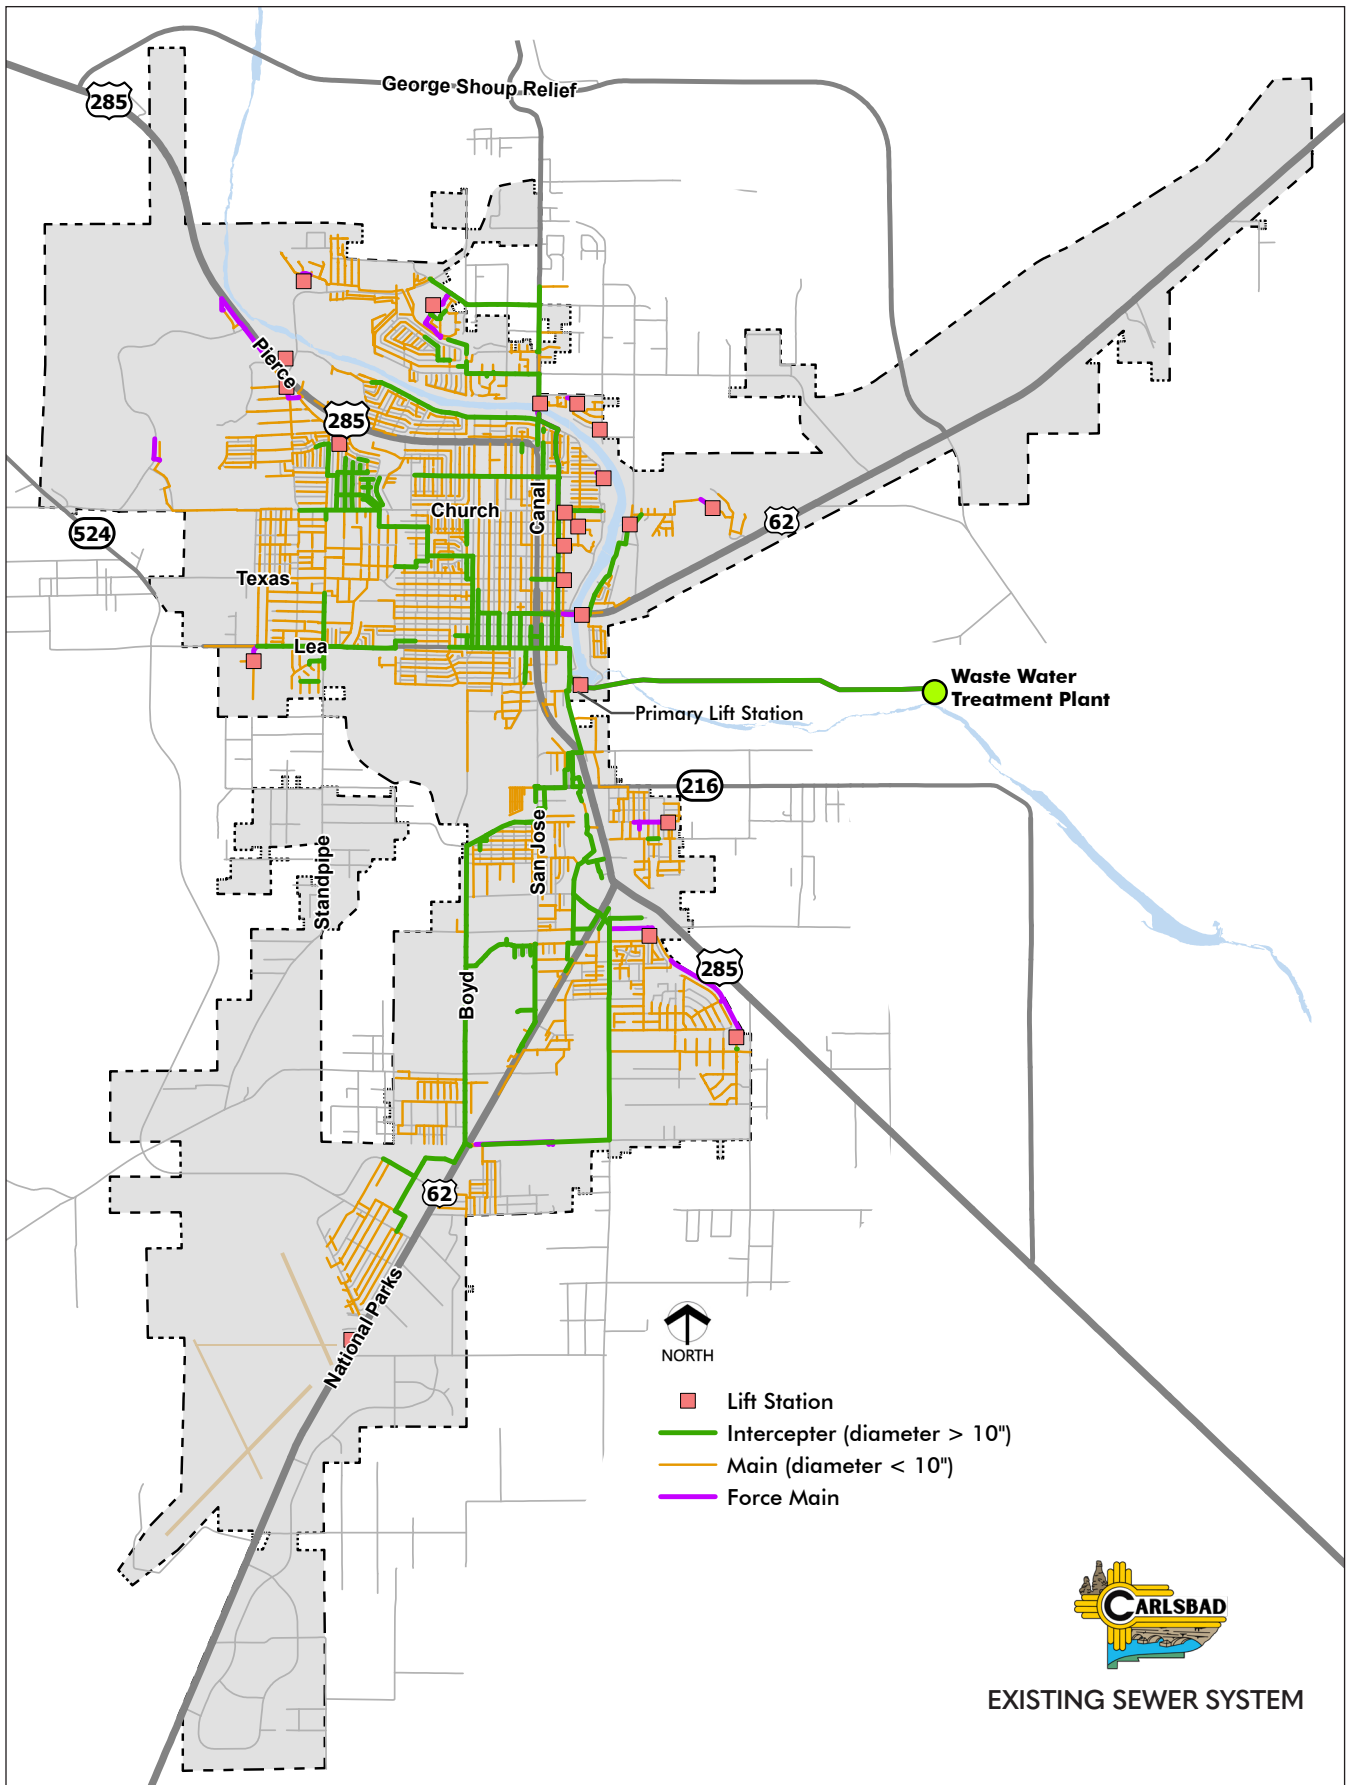 George Shoup Relief
285
Pierce
285
Church
Canal
62
524
Texas
Lea
Waste Water
Treatment Plant
Primary Lift Station
216
San Jose
Standpipe
285
Boyd
62
National Parks
NORTH
Lift Station
Intercepter (diameter > 10")
Main (diameter < 10")
Force Main
CARLSBAD
EXISTING SEWER SYSTEM